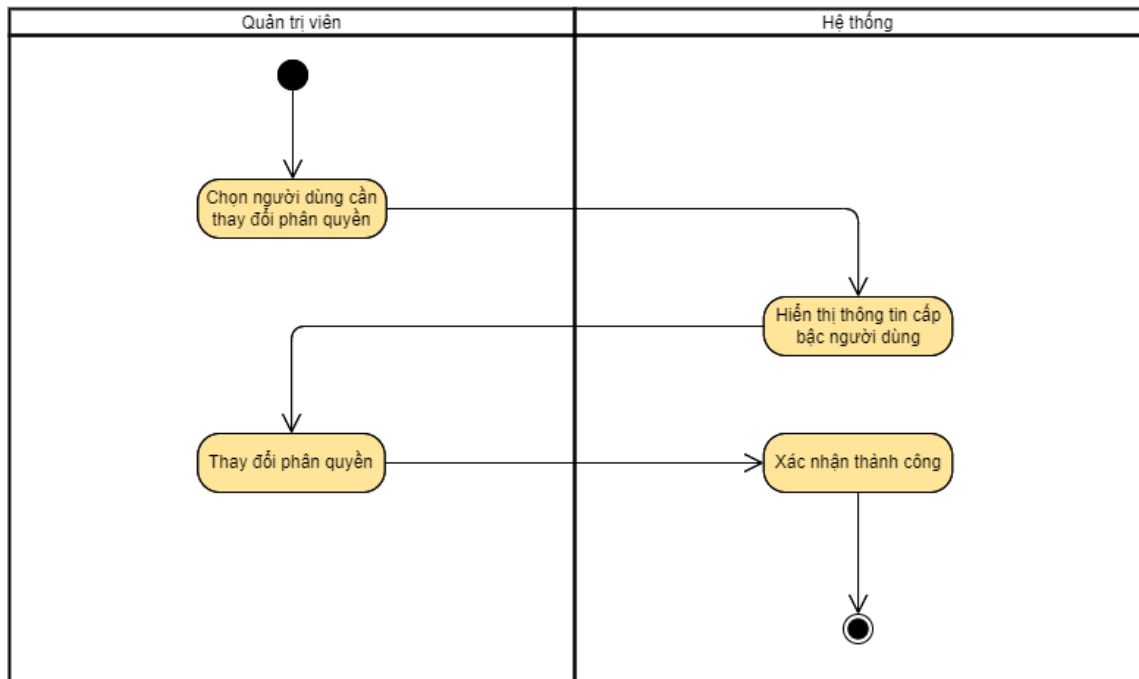 Quản trị viên
Hệ thống
Chọn người dùng cần
thay đổi phân quyền
Hiển thị thông tin cấp
bậc người dùng
Thay đổi phân quyền
Xác nhận thành công